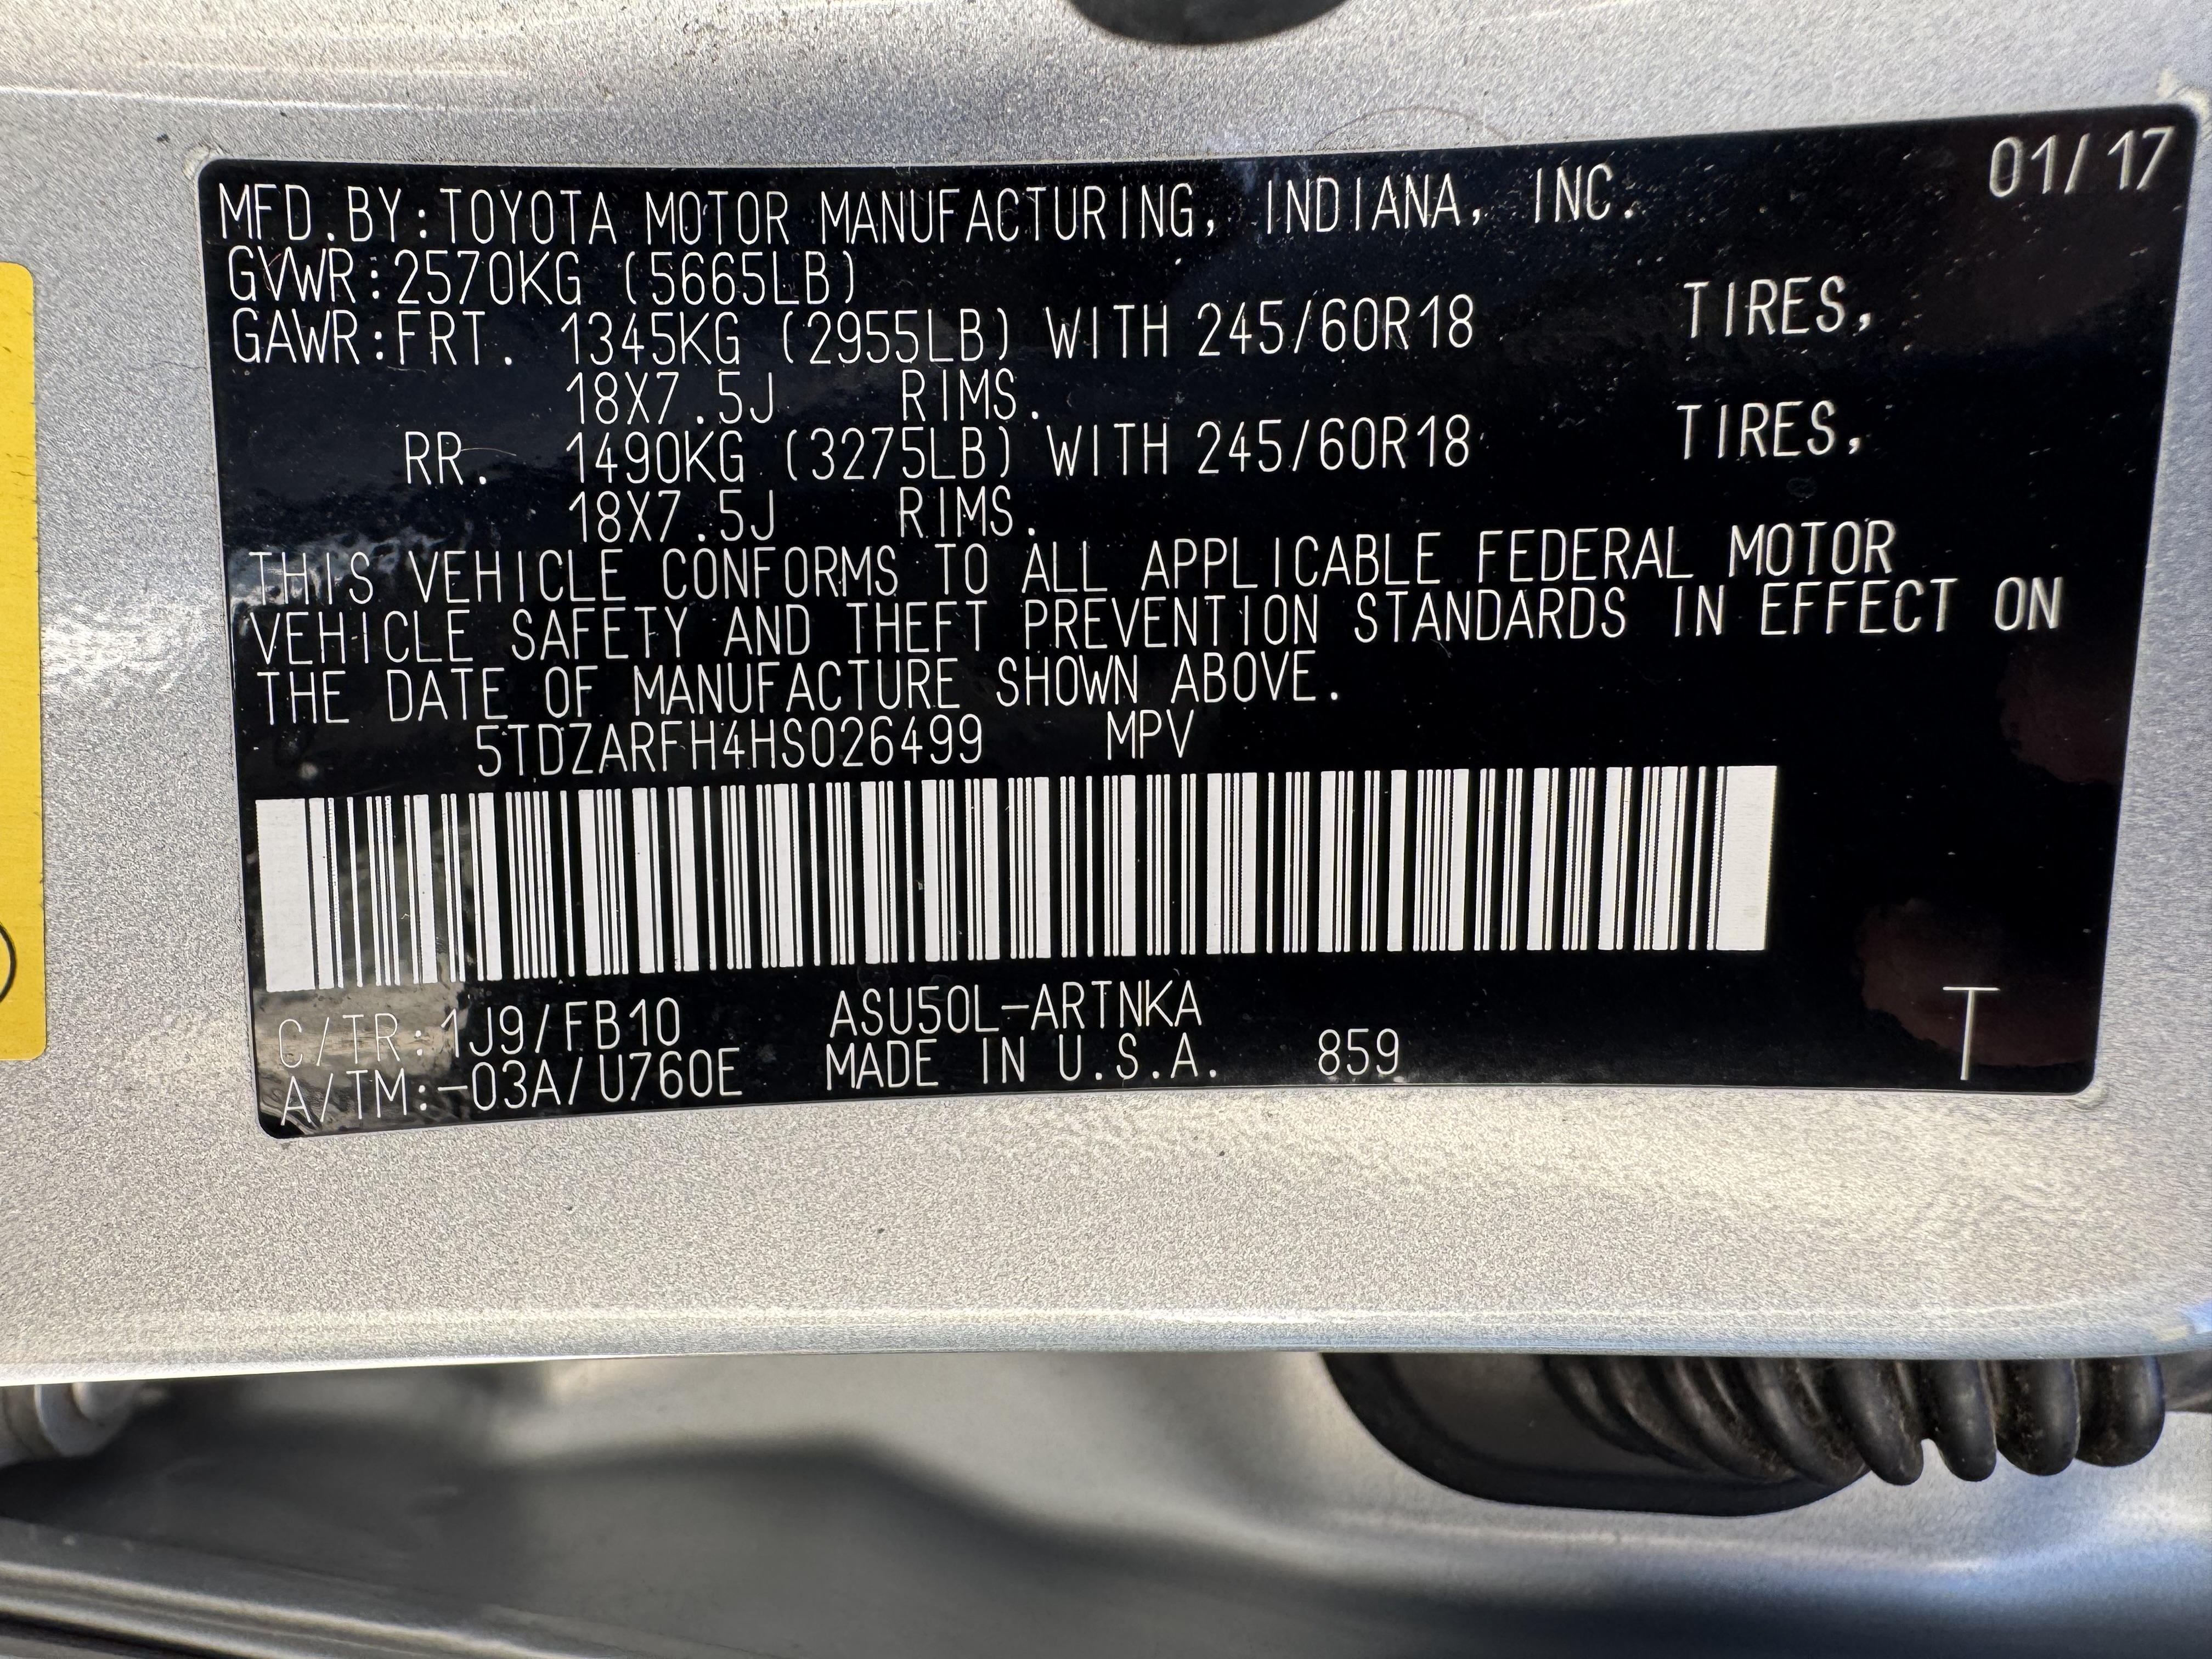 01/17
MFD.BY:TOYOTA MOTOR MANUFACTURING, INDIANA, INC.
GVWR:2570KG (5665LB)
GAWR:FRT. 1345KG (2955LB) WITH 245/60R18 TIRES,
18X7.5J RIMS.
RR. 1490KG (3275LB) WITH 245/60R18 TIRES,
18X7.5J RIMS.
THIS VEHICLE CONFORMS TO ALL APPLICABLE FEDERAL MOTOR
VEHICLE SAFETY AND THEFT PREVENTION STANDARDS IN EFFECT ON
THE DATE OF MANUFACTURE SHOWN ABOVE.
5TDZARFH4HS026499 MPV
C/TR:1J9/FB10 ASU50L-ARTNKA
A/TM:-03A/U760E MADE IN U.S.A. 859 T